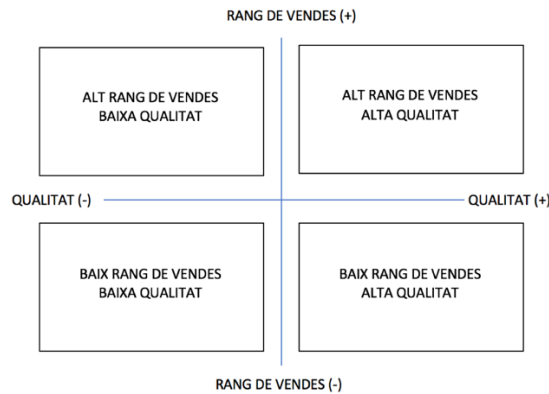 RANG DE VENDES (+)
ALT RANG DE VENDES
BAIXA QUALITAT
ALT RANG DE VENDES
ALTA QUALITAT
QUALITAT (-)
QUALITAT (+)
BAIX RANG DE VENDES
BAIXA QUALITAT
BAIX RANG DE VENDES
ALTA QUALITAT
RANG DE VENDES (-)